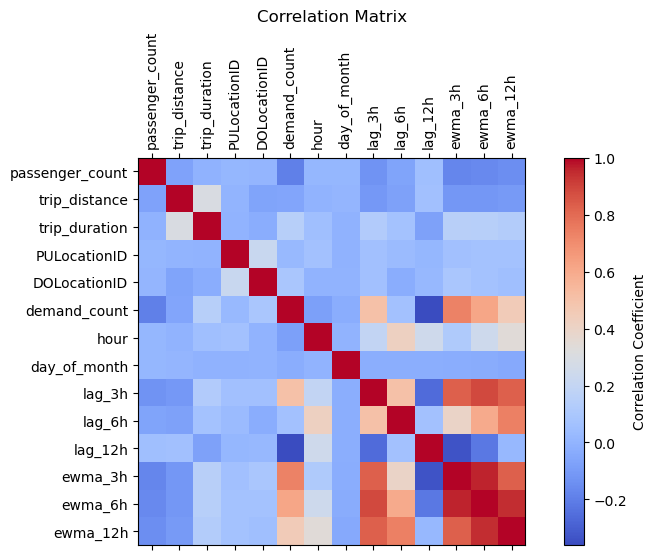 Correlation Matrix
passenger_count
trip_distance
trip_duration
PULocationID
DOLocationID
demand_count
hour
day_of_month
lag_3h
lag_6h
lag_12h
ewma_3h
ewma_6h
ewma_12h
passenger_count
trip_distance
trip_duration
PULocationID
DOLocationID
demand_count
hour
day_of_month
lag_3h
lag_6h
lag_12h
ewma_3h
ewma_6h
ewma_12h
1.0
0.8
0.6
0.4
0.2
0.0
−0.2
Correlation Coefficient